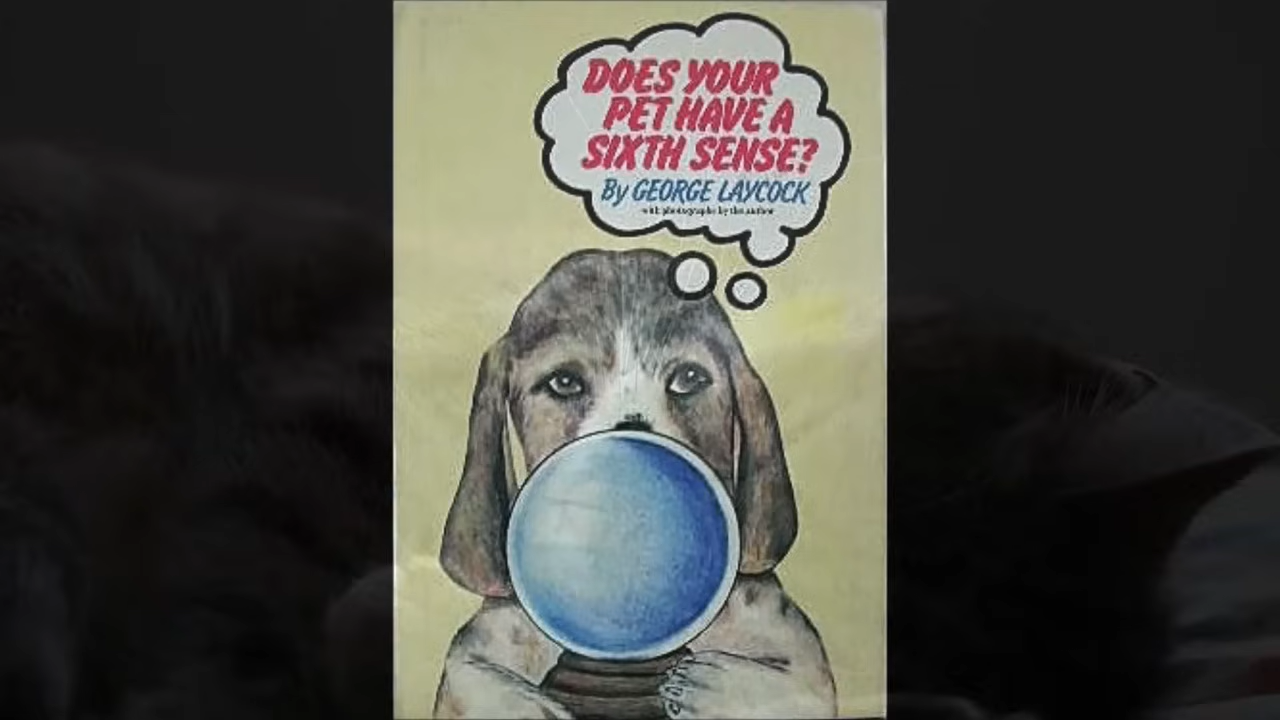 DOES YOUR
PET HAVE A
SIXTH SENSE?
By GEORGE LAYCOCK
with photographs by the author